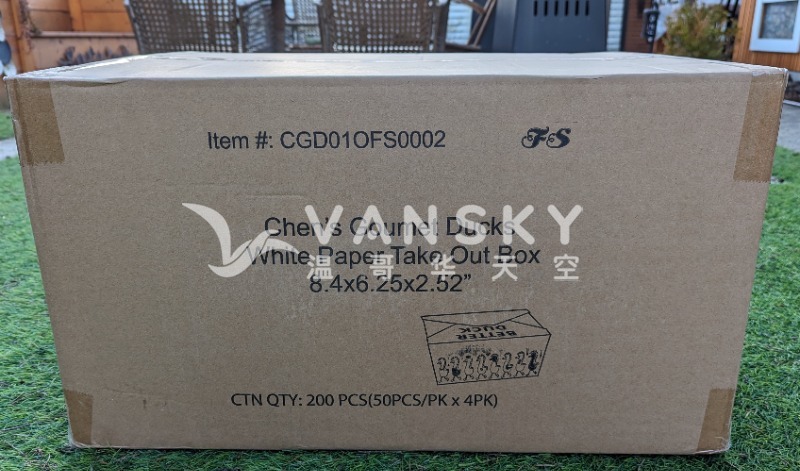 Item #: CGD01OFS0002 FS
Chen's Gourmet Ducks
VANSKY
White Paper Take Out Box
温哥华天空
8.4x6.25x2.52"
BETTER
DUCK
CTN QTY: 200 PCS(50PCS/PK x 4PK)